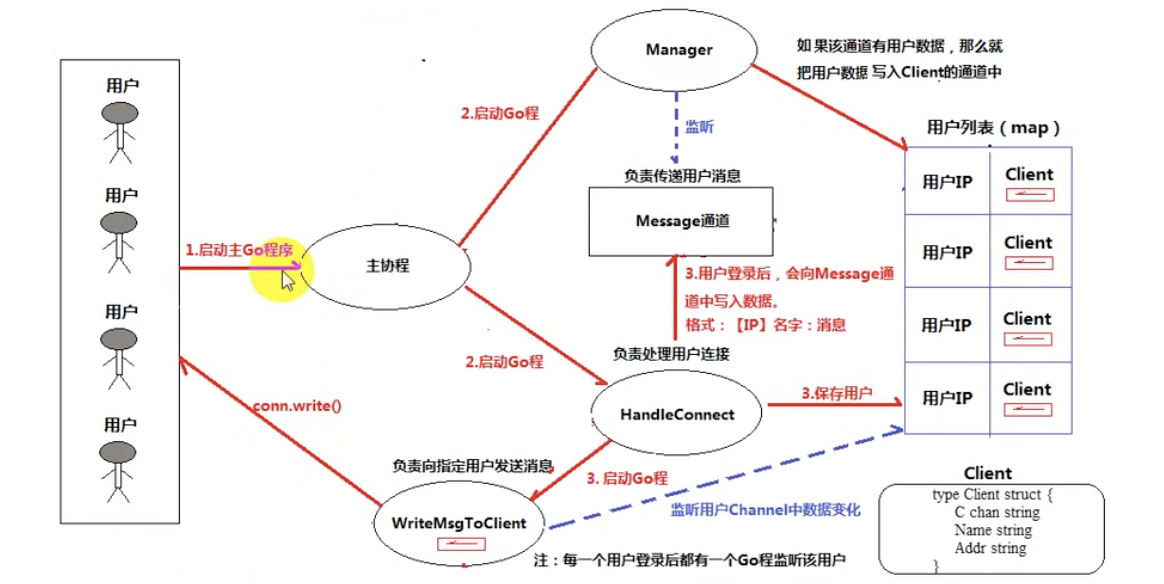 Manager
如果该通道有用户数据，那么就
把用户数据 写入Client的通道中
用户
2.启动Go程
监听
用户列表（map）
负责传递用户消息
用户IP
Client
Message通道
用户
1.启动主Go程序
主协程
用户IP
Client
3.用户登录后，会向Message通
道中写入数据。
格式：【IP】名字：消息
用户
用户IP
Client
2.启动Go程
负责处理用户连接
HandleConnect
3.保存用户
用户IP
Client
conn.write()
用户
负责向指定用户发送消息
3. 启动Go程
WriteMsgToClient
监听用户Channel中数据变化
注：每一个用户登录后都有一个Go程监听该用户
Client
type Client struct {
C chan string
Name string
Addr string
}